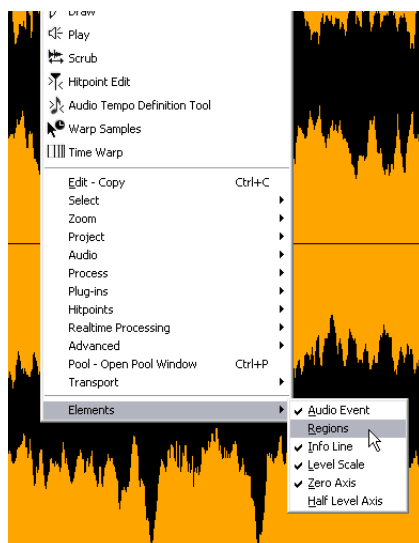 Draw
Play
Scrub
Hitpoint Edit
Audio Tempo Definition Tool
Warp Samples
Time Warp
Edit - Copy Ctrl+C
Select
Zoom
Project
Audio
Process
Plug-ins
Hitpoints
Realtime Processing
Advanced
Pool - Open Pool Window Ctrl+P
Transport
Elements
Audio Event
Regions
Info Line
Level Scale
Zero Axis
Half Level Axis